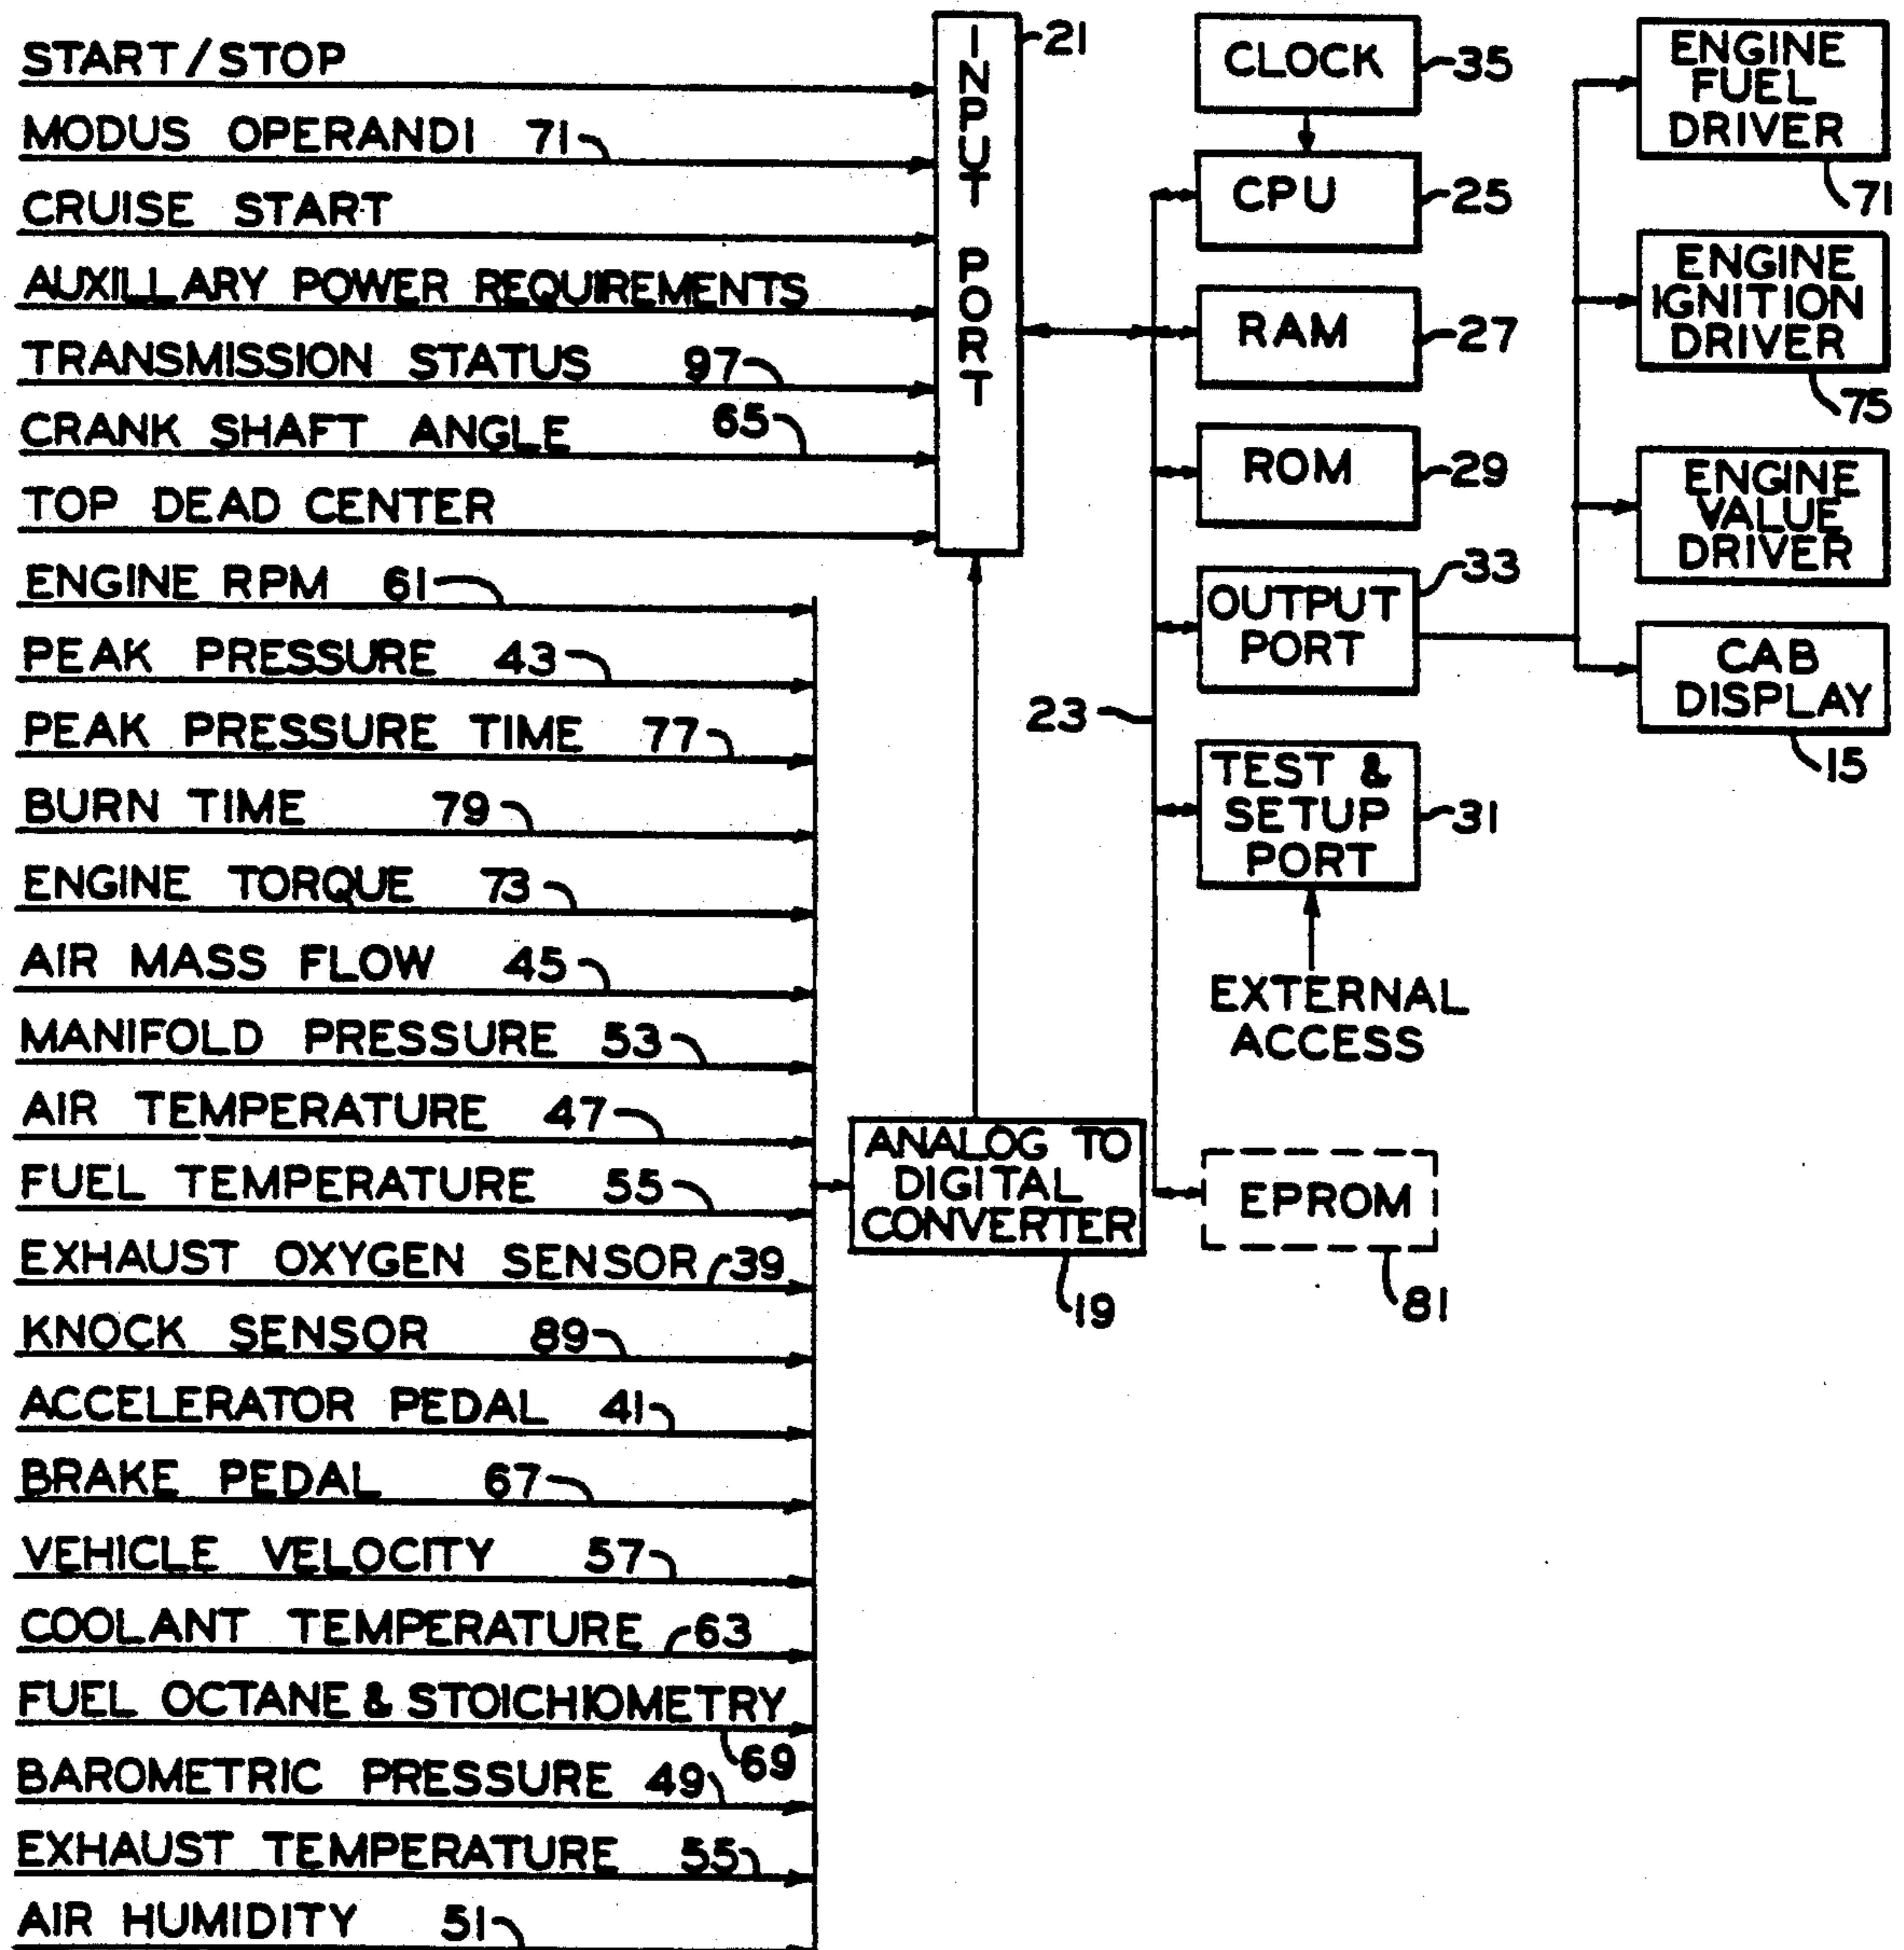 START/STOP
MODUS OPERANDI 71
CRUISE START
AUXILLARY POWER REQUIREMENTS
TRANSMISSION STATUS 97
CRANK SHAFT ANGLE 65
TOP DEAD CENTER
ENGINE RPM 61
PEAK PRESSURE 43
PEAK PRESSURE TIME 77
BURN TIME 79
ENGINE TORQUE 73
AIR MASS FLOW 45
MANIFOLD PRESSURE 53
AIR TEMPERATURE 47
FUEL TEMPERATURE 55
EXHAUST OXYGEN SENSOR 39
KNOCK SENSOR 89
ACCELERATOR PEDAL 41
BRAKE PEDAL 67
VEHICLE VELOCITY 57
COOLANT TEMPERATURE 63
FUEL OCTANE & STOICHIOMETRY
69
BAROMETRIC PRESSURE 49
EXHAUST TEMPERATURE 55
AIR HUMIDITY 51
INPUT PORT
21
ANALOG TO
DIGITAL
CONVERTER
19
23
CLOCK
35
CPU
25
RAM
27
ROM
29
OUTPUT
PORT
33
TEST &
SETUP
PORT
31
EXTERNAL
ACCESS
EPROM
81
ENGINE
FUEL
DRIVER
71
ENGINE
IGNITION
DRIVER
75
ENGINE
VALUE
DRIVER
CAB
DISPLAY
15